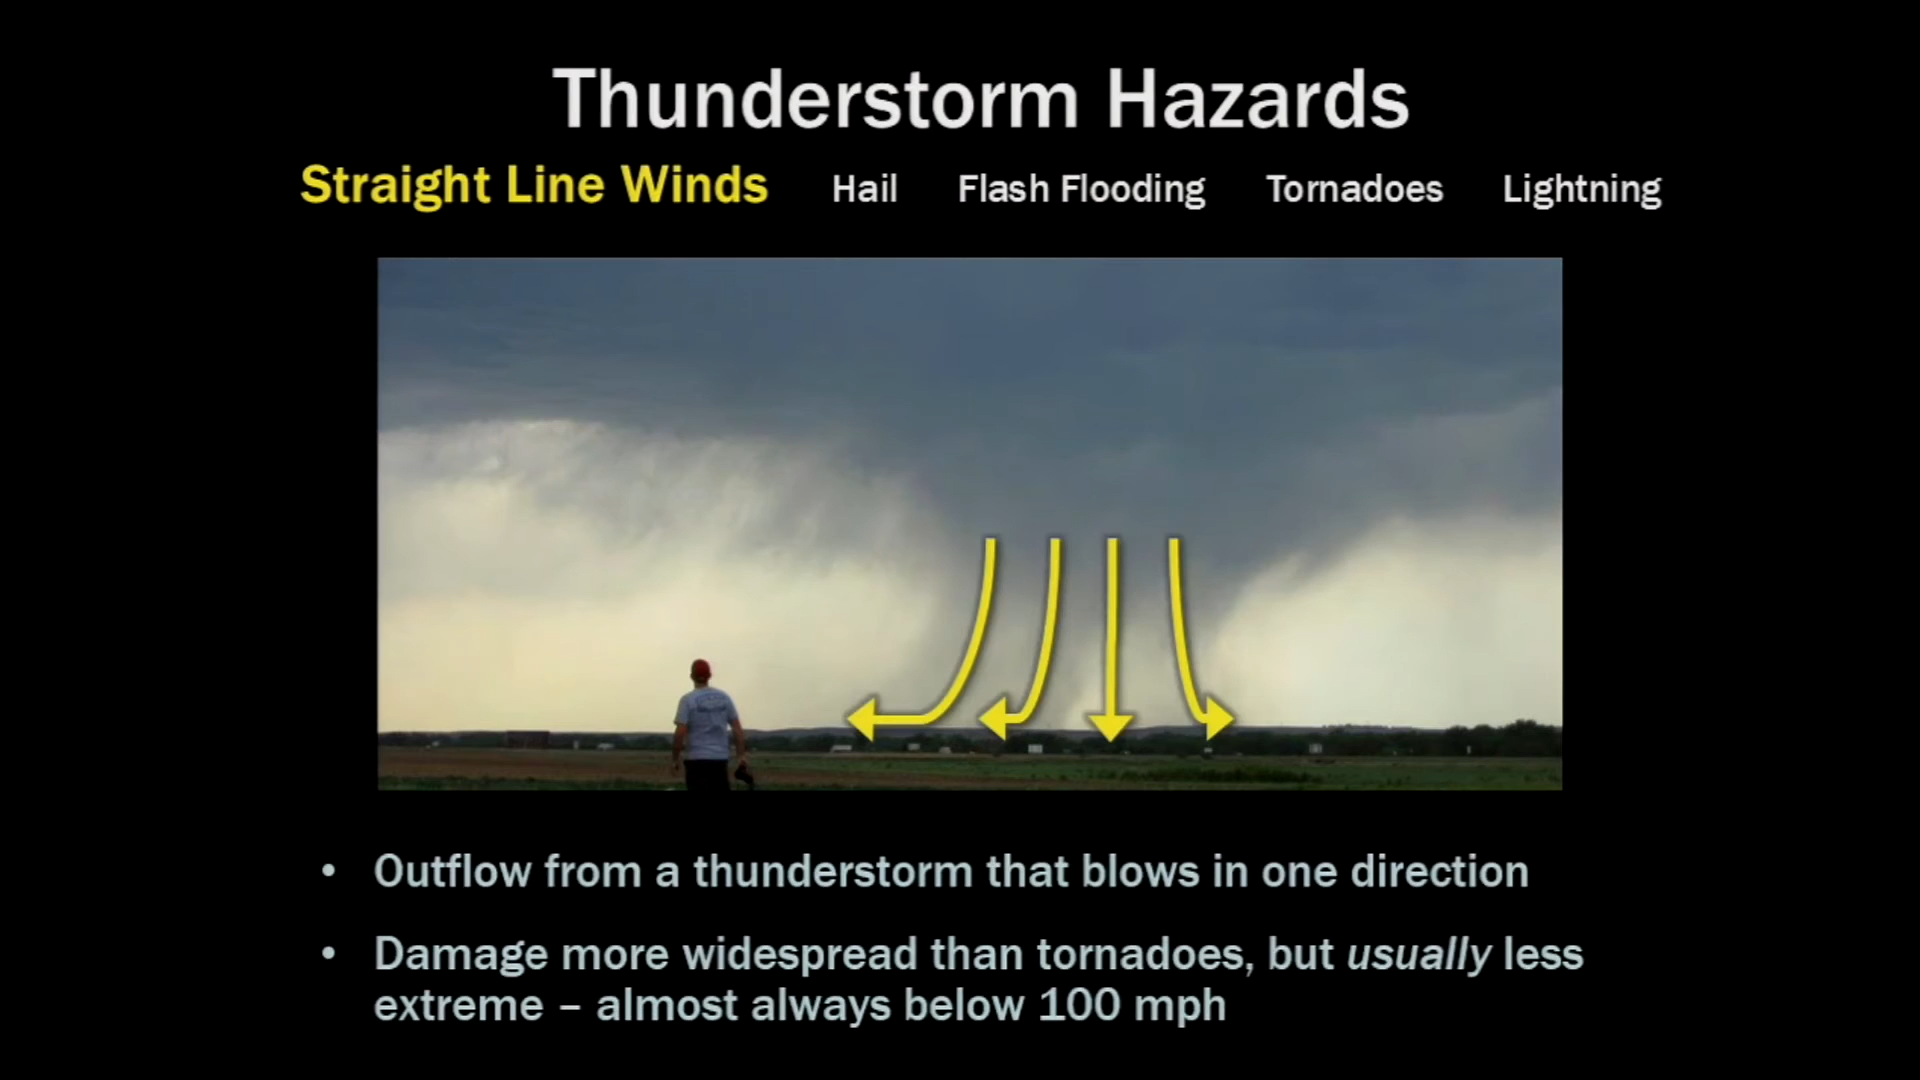 Thunderstorm Hazards
Straight Line Winds Hail Flash Flooding Tornadoes Lightning
• Outflow from a thunderstorm that blows in one direction
• Damage more widespread than tornadoes, but usually less
extreme – almost always below 100 mph